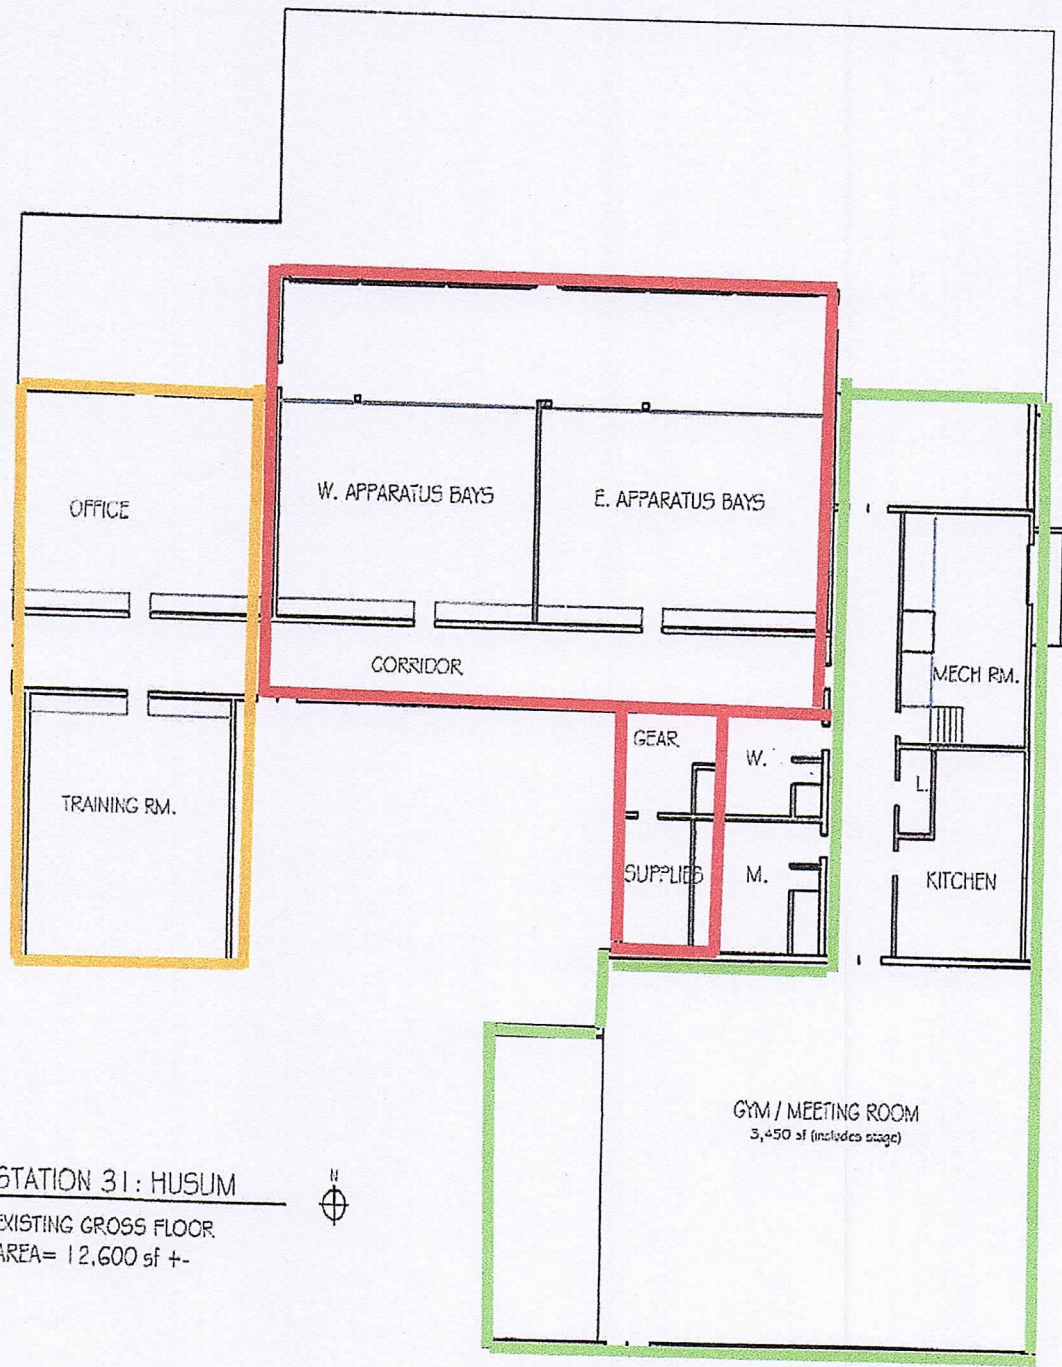 OFFICE
W. APPARATUS BAYS
E. APPARATUS BAYS
CORRIDOR
MECH RM.
GEAR
W.
L.
TRAINING RM.
SUPPLIES
M.
KITCHEN
GYM / MEETING ROOM
3,450 sf (includes stage)
STATION 31: HUSUM
N
EXISTING GROSS FLOOR
AREA= 12,600 sf +-